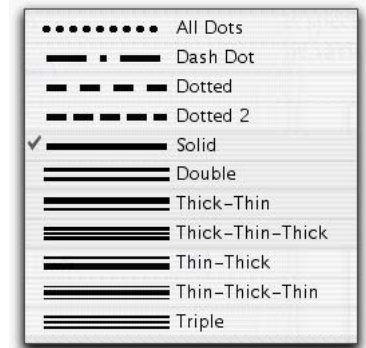 All Dots
Dash Dot
Dotted
Dotted 2
Solid
Double
Thick-Thin
Thick-Thin-Thick
Thin-Thick
Thin-Thick-Thin
Triple